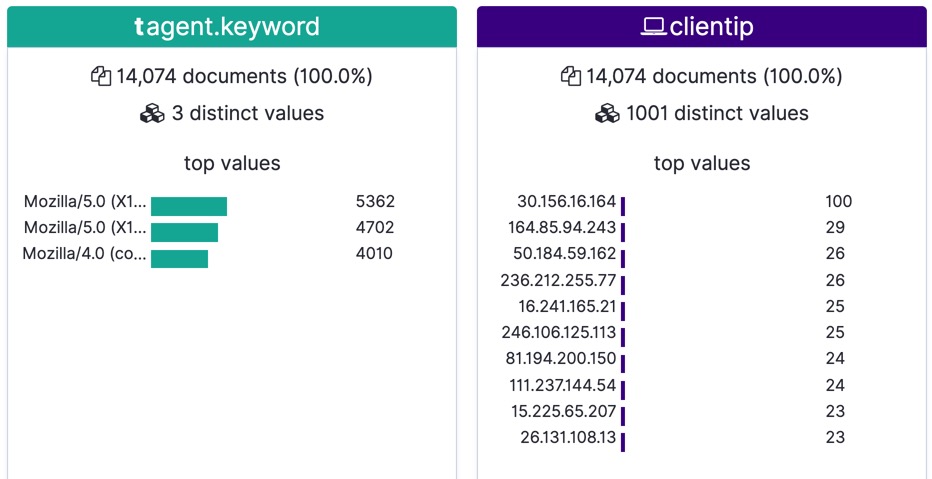 tagent.keyword
14,074 documents (100.0%)
3 distinct values
top values
Mozilla/5.0 (X1... 5362
Mozilla/5.0 (X1... 4702
Mozilla/4.0 (co... 4010
clientip
14,074 documents (100.0%)
1001 distinct values
top values
30.156.16.164 100
164.85.94.243 29
50.184.59.162 26
236.212.255.77 26
16.241.165.21 25
246.106.125.113 25
81.194.200.150 24
111.237.144.54 24
15.225.65.207 23
26.131.108.13 23